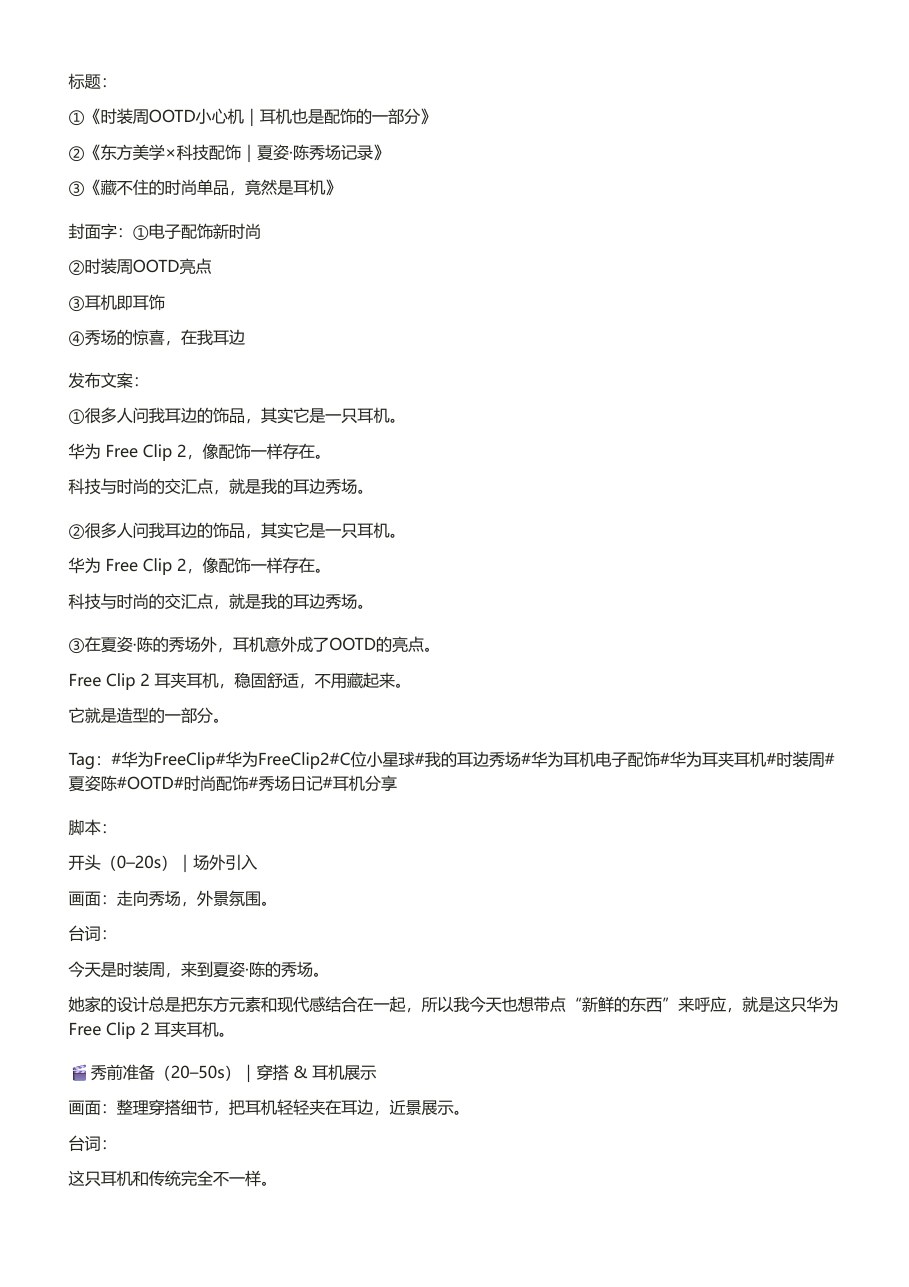 标题：
①《时装周OOTD小心机｜耳机也是配饰的一部分》
②《东方美学×科技配饰｜夏姿·陈秀场记录》
③《藏不住的时尚单品，竟然是耳机》
封面字：①电子配饰新时尚
②时装周OOTD亮点
③耳机即耳饰
④秀场的惊喜，在我耳边
发布文案：
①很多人问我耳边的饰品，其实它是一只耳机。
华为 Free Clip 2，像配饰一样存在。
科技与时尚的交汇点，就是我的耳边秀场。
②很多人问我耳边的饰品，其实它是一只耳机。
华为 Free Clip 2，像配饰一样存在。
科技与时尚的交汇点，就是我的耳边秀场。
③在夏姿·陈的秀场外，耳机意外成了OOTD的亮点。
Free Clip 2 耳夹耳机，稳固舒适，不用藏起来。
它就是造型的一部分。
Tag：#华为FreeClip#华为FreeClip2#C位小星球#我的耳边秀场#华为耳机电子配饰#华为耳夹耳机#时装周#
夏姿陈#OOTD#时尚配饰#秀场日记#耳机分享
脚本：
开头（0–20s）｜场外引入
画面：走向秀场，外景氛围。
台词：
今天是时装周，来到夏姿·陈的秀场。
她家的设计总是把东方元素和现代感结合在一起，所以我今天也想带点“新鲜的东西”来呼应，就是这只华为
Free Clip 2 耳夹耳机。
🎬 秀前准备（20–50s）｜穿搭 & 耳机展示
画面：整理穿搭细节，把耳机轻轻夹在耳边，近景展示。
台词：
这只耳机和传统完全不一样。